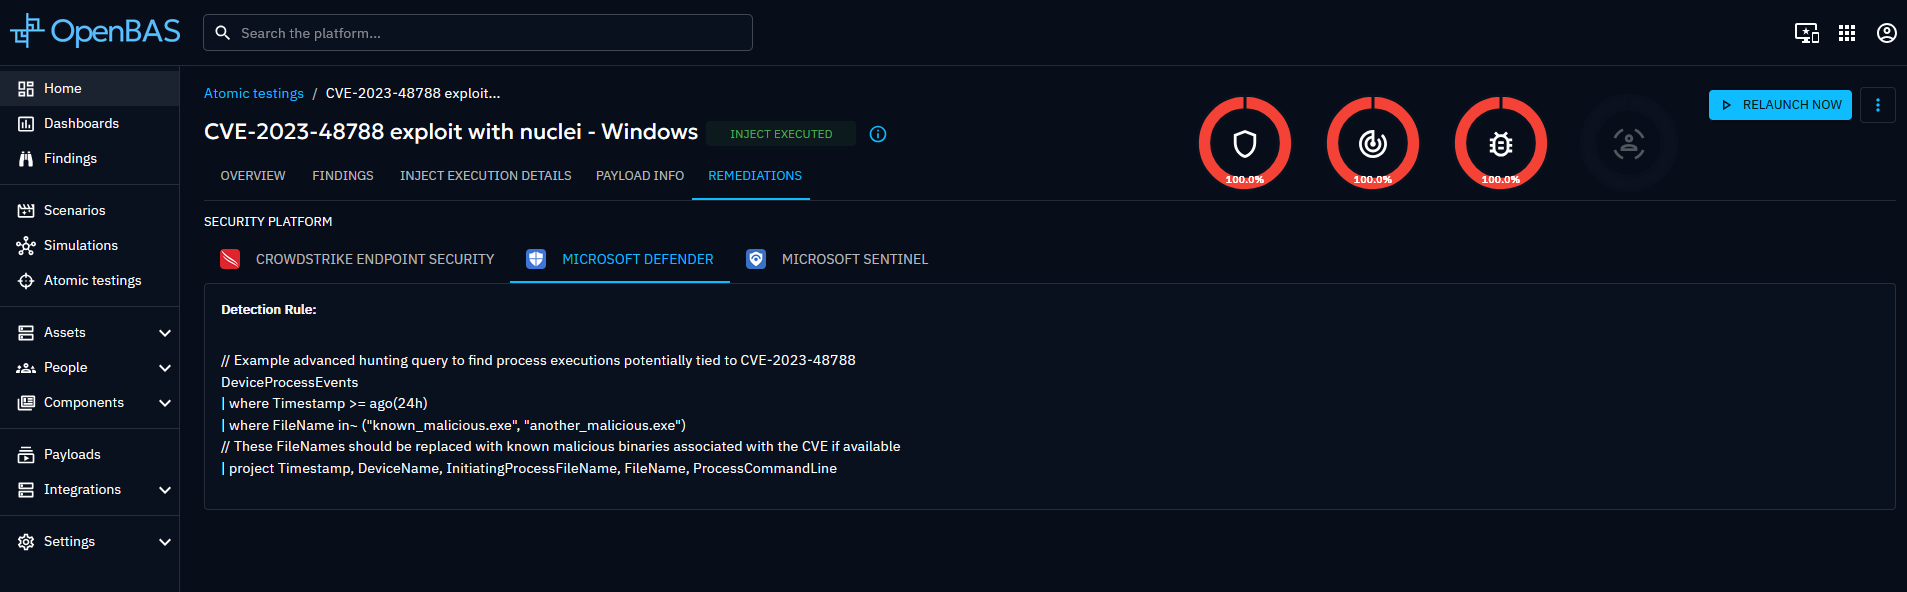 OpenBAS
Search the platform...
Home
Dashboards
Findings
Scenarios
Simulations
Atomic testings
Assets
People
Components
Payloads
Integrations
Settings
Atomic testings / CVE-2023-48788 exploit...
CVE-2023-48788 exploit with nuclei - Windows INJECT EXECUTED
100.0% 100.0% 100.0%
RELAUNCH NOW
OVERVIEW FINDINGS INJECT EXECUTION DETAILS PAYLOAD INFO REMEDIATIONS
SECURITY PLATFORM
CROWDSTRIKE ENDPOINT SECURITY MICROSOFT DEFENDER MICROSOFT SENTINEL
Detection Rule:
// Example advanced hunting query to find process executions potentially tied to CVE-2023-48788
DeviceProcessEvents
| where Timestamp >= ago(24h)
| where FileName in~ ("known_malicious.exe", "another_malicious.exe")
// These FileNames should be replaced with known malicious binaries associated with the CVE if available
| project Timestamp, DeviceName, InitiatingProcessFileName, FileName, ProcessCommandLine